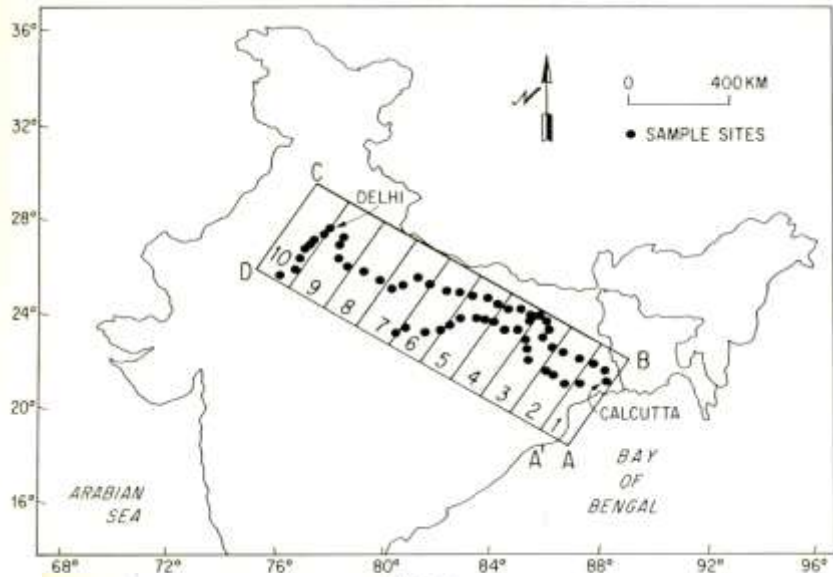 36°
32°
28°
24°
20°
16°
N
0 400 KM
● SAMPLE SITES
C
DELHI
D
10
9
8
7
6
5
4
3
2
1
B
CALCUTTA
A' A
BAY
OF
BENGAL
ARABIAN
SEA
68° 72° 76° 80° 84° 88° 92° 96°